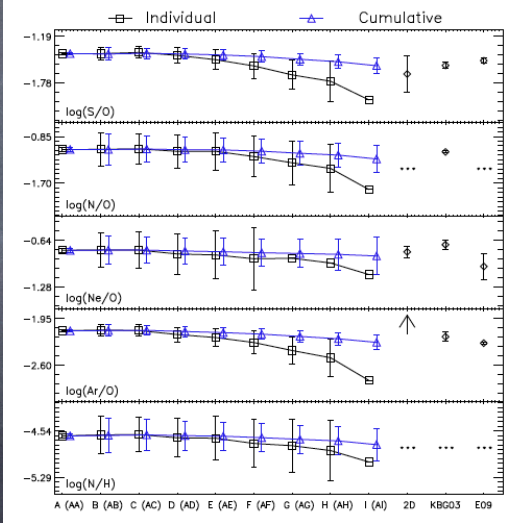 Individual Cumulative
-1.19
-1.78
log(S/O)
-0.85
-1.70
log(N/O)
-0.64
-1.28
log(Ne/O)
-1.95
-2.60
log(Ar/O)
-4.54
-5.29
log(N/H)
A (AA) B (AB) C (AC) D (AD) E (AE) F (AF) G (AG) H (AH) I (AI) 2D KBG03 E09